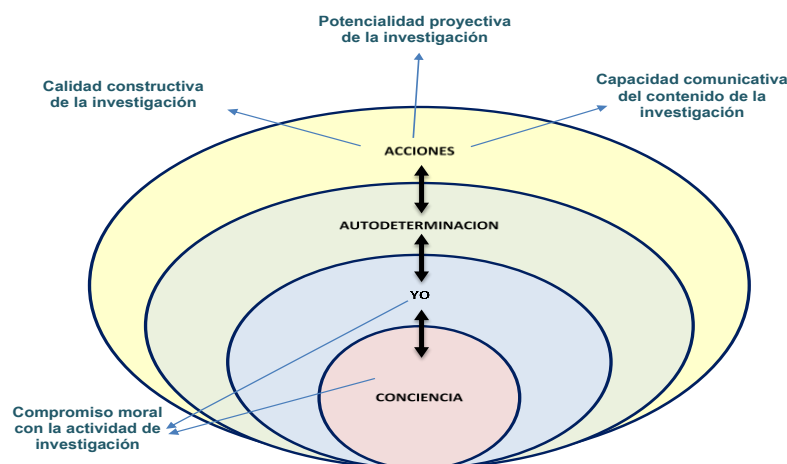 Potencialidad proyectiva
de la investigación
Calidad constructiva
de la investigación
Capacidad comunicativa
del contenido de la
investigación
ACCIONES
AUTODETERMINACION
YO
CONCIENCIA
Compromiso moral
con la actividad de
investigación